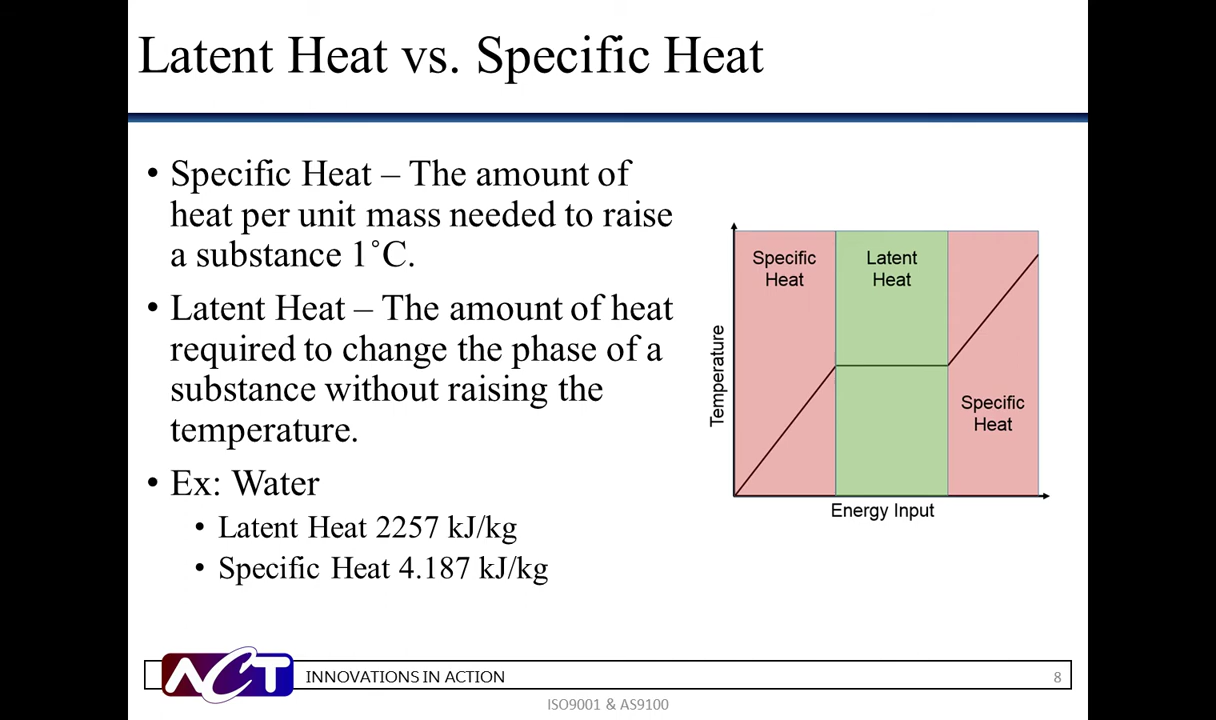 Latent Heat vs. Specific Heat
• Specific Heat – The amount of
heat per unit mass needed to raise
a substance 1˚C.
• Latent Heat – The amount of heat
required to change the phase of a
substance without raising the
temperature.
• Ex: Water
• Latent Heat 2257 kJ/kg
• Specific Heat 4.187 kJ/kg
Specific
Heat
Latent
Heat
Specific
Heat
Temperature
Energy Input
ACT
INNOVATIONS IN ACTION
8
ISO9001 & AS9100